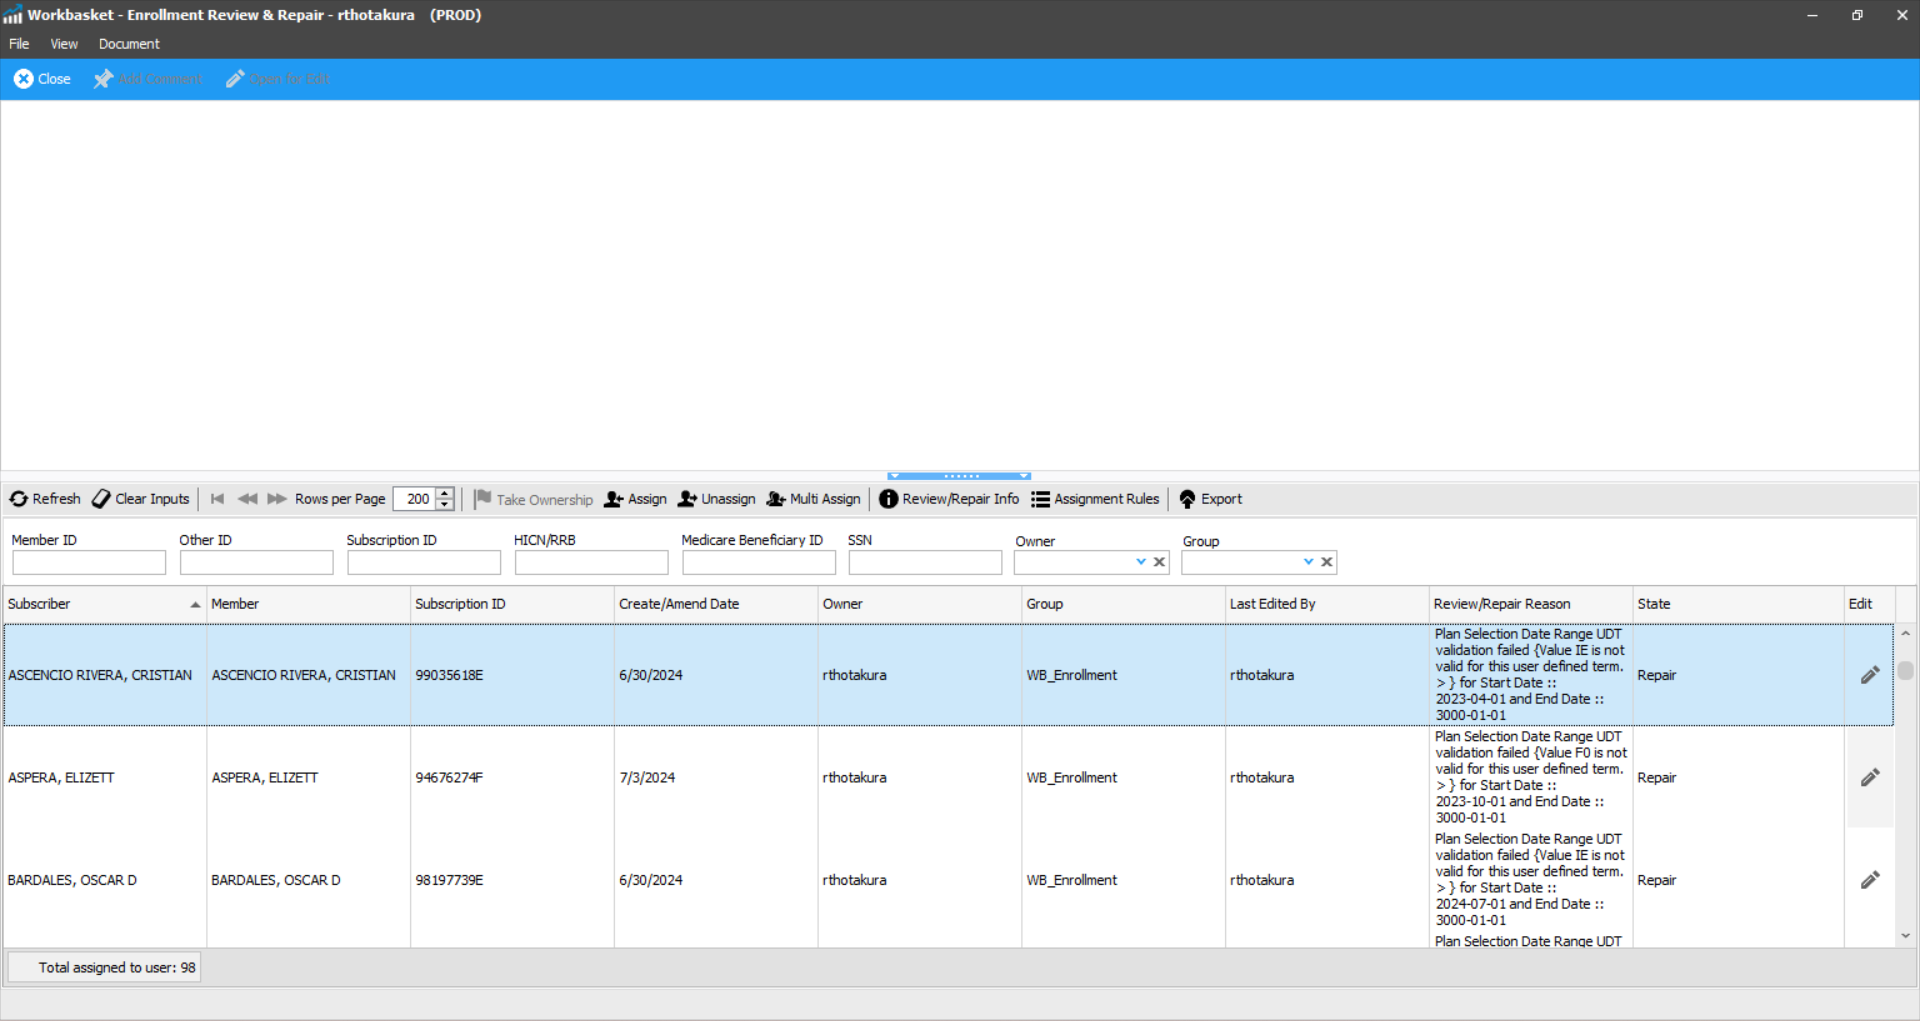 Workbasket - Enrollment Review & Repair - rthotakura (PROD)
File View Document
Close Add Comment Open for Edit
Refresh Clear Inputs Rows per Page 200 Take Ownership Assign Unassign Multi Assign Review/Repair Info Assignment Rules Export
Member ID Other ID Subscription ID HICN/RRB Medicare Beneficiary ID SSN Owner Group
Subscriber Member Subscription ID Create/Amend Date Owner Group Last Edited By Review/Repair Reason State Edit
Plan Selection Date Range UDT
validation failed {Value IE is not
valid for this user defined term.
ASCENCIO RIVERA, CRISTIAN ASCENCIO RIVERA, CRISTIAN 99035618E 6/30/2024 rthotakura WB_Enrollment rthotakura > } for Start Date :: Repair
2023-04-01 and End Date ::
3000-01-01
Plan Selection Date Range UDT
validation failed {Value F0 is not
valid for this user defined term.
ASPERA, ELIZETT ASPERA, ELIZETT 94676274F 7/3/2024 rthotakura WB_Enrollment rthotakura > } for Start Date :: Repair
2023-10-01 and End Date ::
3000-01-01
Plan Selection Date Range UDT
validation failed {Value IE is not
valid for this user defined term.
BARDALES, OSCAR D BARDALES, OSCAR D 98197739E 6/30/2024 rthotakura WB_Enrollment rthotakura > } for Start Date :: Repair
2024-07-01 and End Date ::
3000-01-01
Plan Selection Date Range UDT
Total assigned to user: 98